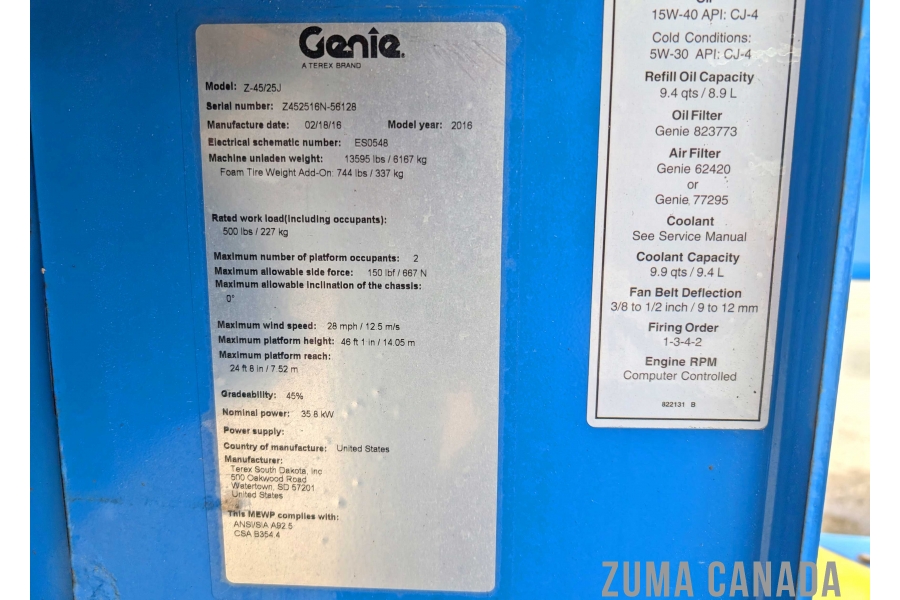 Genie
A TEREX BRAND
Model: Z-45/25J
Serial number: Z452516N-56128
Manufacture date: 02/18/16 Model year: 2016
Electrical schematic number: ES0548
Machine unladen weight: 13595 lbs / 6167 kg
Foam Tire Weight Add-On: 744 lbs / 337 kg
Rated work load(including occupants):
500 lbs / 227 kg
Maximum number of platform occupants: 2
Maximum allowable side force: 150 lbf / 667 N
Maximum allowable inclination of the chassis:
0°
Maximum wind speed: 28 mph / 12.5 m/s
Maximum platform height: 46 ft 1 in / 14.05 m
Maximum platform reach:
24 ft 8 in / 7.52 m
Gradeability: 45%
Nominal power: 35.8 kW
Power supply:
Country of manufacture: United States
Manufacturer:
Terex South Dakota, Inc
500 Oakwood Road
Watertown, SD 57201
United States
This MEWP complies with:
ANSI/SIA A92.5
CSA B354.4
Oil
15W-40 API: CJ-4
Cold Conditions:
5W-30 API: CJ-4
Refill Oil Capacity
9.4 qts / 8.9 L
Oil Filter
Genie 823773
Air Filter
Genie 62420
or
Genie 77295
Coolant
See Service Manual
Coolant Capacity
9.9 qts / 9.4 L
Fan Belt Deflection
3/8 to 1/2 inch / 9 to 12 mm
Firing Order
1-3-4-2
Engine RPM
Computer Controlled
822131 B
ZUMA CANADA